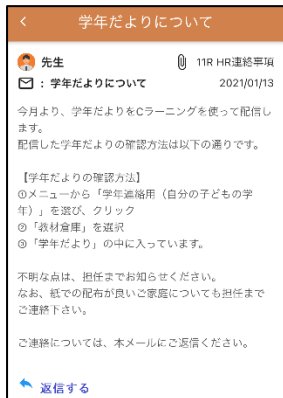 学年だよりについて
先生 11R HR連絡事項
：学年だよりについて 2021/01/13
今月より、学年だよりをCラーニングを使って配信し
ます。
配信した学年だよりの確認方法は以下の通りです。
【学年だよりの確認方法】
①メニューから「学年連絡用（自分の子どもの学
年）」を選び、クリック
②「教材倉庫」を選択
③「学年だより」の中に入っています。
不明な点は、担任までお知らせください。
なお、紙での配布が良いご家庭についても担任まで
ご連絡下さい。
ご連絡については、本メールにご返信ください。
返信する